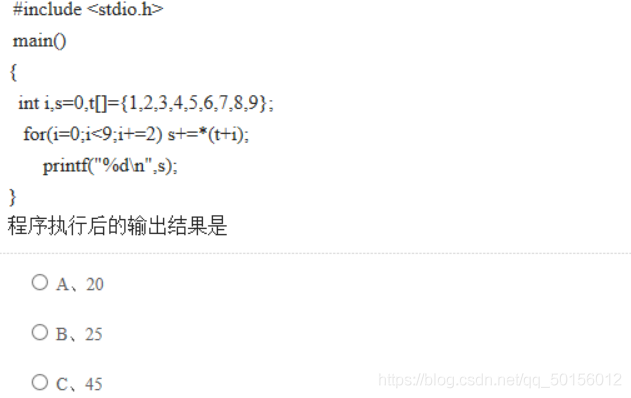 #include <stdio.h>
main()
{
int i,s=0,t[]={1,2,3,4,5,6,7,8,9};
for(i=0;i<9;i+=2) s+=*(t+i);
printf("%d\n",s);
}
程序执行后的输出结果是
A、20
B、25
C、45
https://blog.csdn.net/qq_50156012